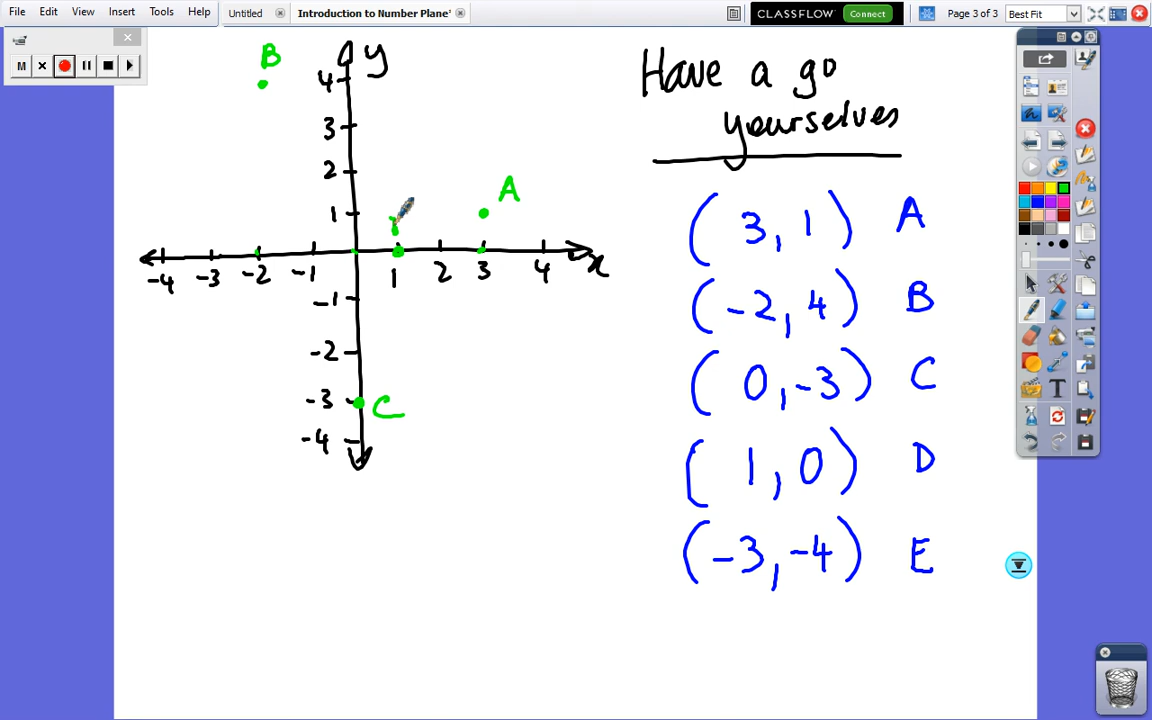 File Edit View Insert Tools Help
Untitled
Introduction to Number Plane*
CLASSFLOW Connect
Page 3 of 3
Best Fit
M
T
Have a go
yourselves
(3, 1) A
(-2, 4) B
(0, -3) C
(1, 0) D
(-3, -4) E
B
y
4
3
2
1
A
-4 -3 -2 -1 1 2 3 4 x
-1
-2
-3 C
-4